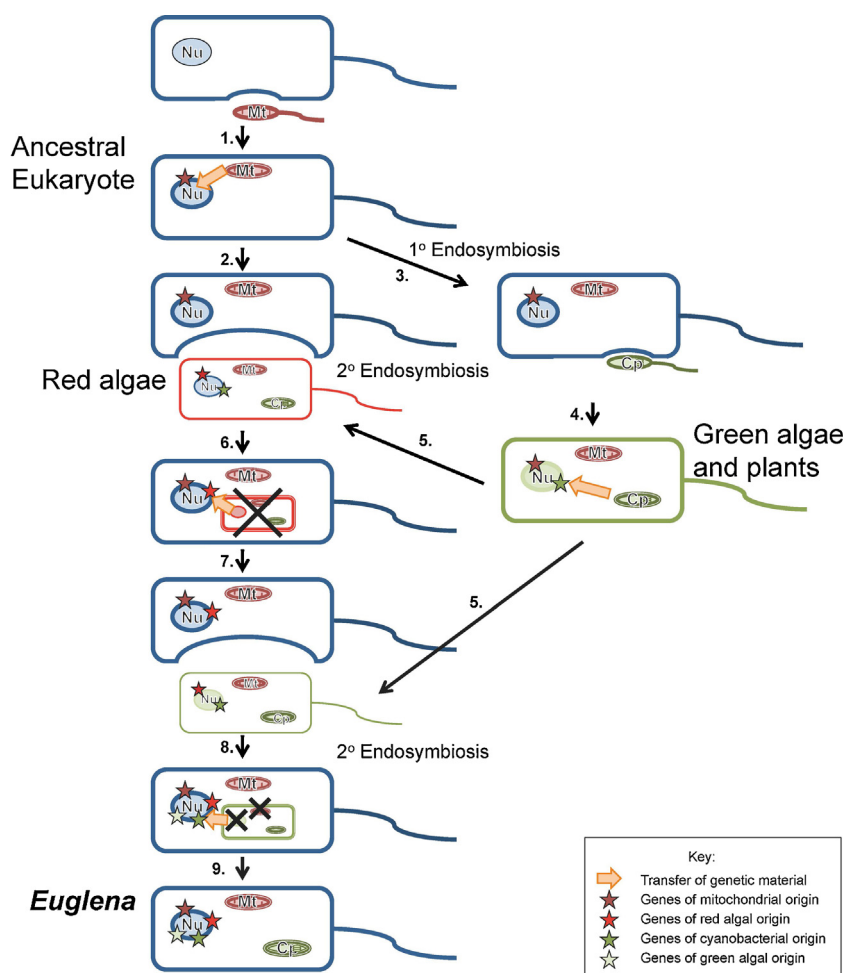 Nu
Mt
1.
Ancestral
Eukaryote
Mt
Nu
2.
1º Endosymbiosis
3.
Mt
Nu
Mt
Nu
Cp
Red algae
2º Endosymbiosis
Mt
Nu
Cp
4.
5.
Green algae
and plants
6.
Mt
Nu
Cp
Mt
Nu
7.
5.
Mt
Nu
Mt
Nu
Cp
8.
2º Endosymbiosis
Mt
Nu
9.
Euglena
Mt
Nu
Cp
Key:
Transfer of genetic material
Genes of mitochondrial origin
Genes of red algal origin
Genes of cyanobacterial origin
Genes of green algal origin